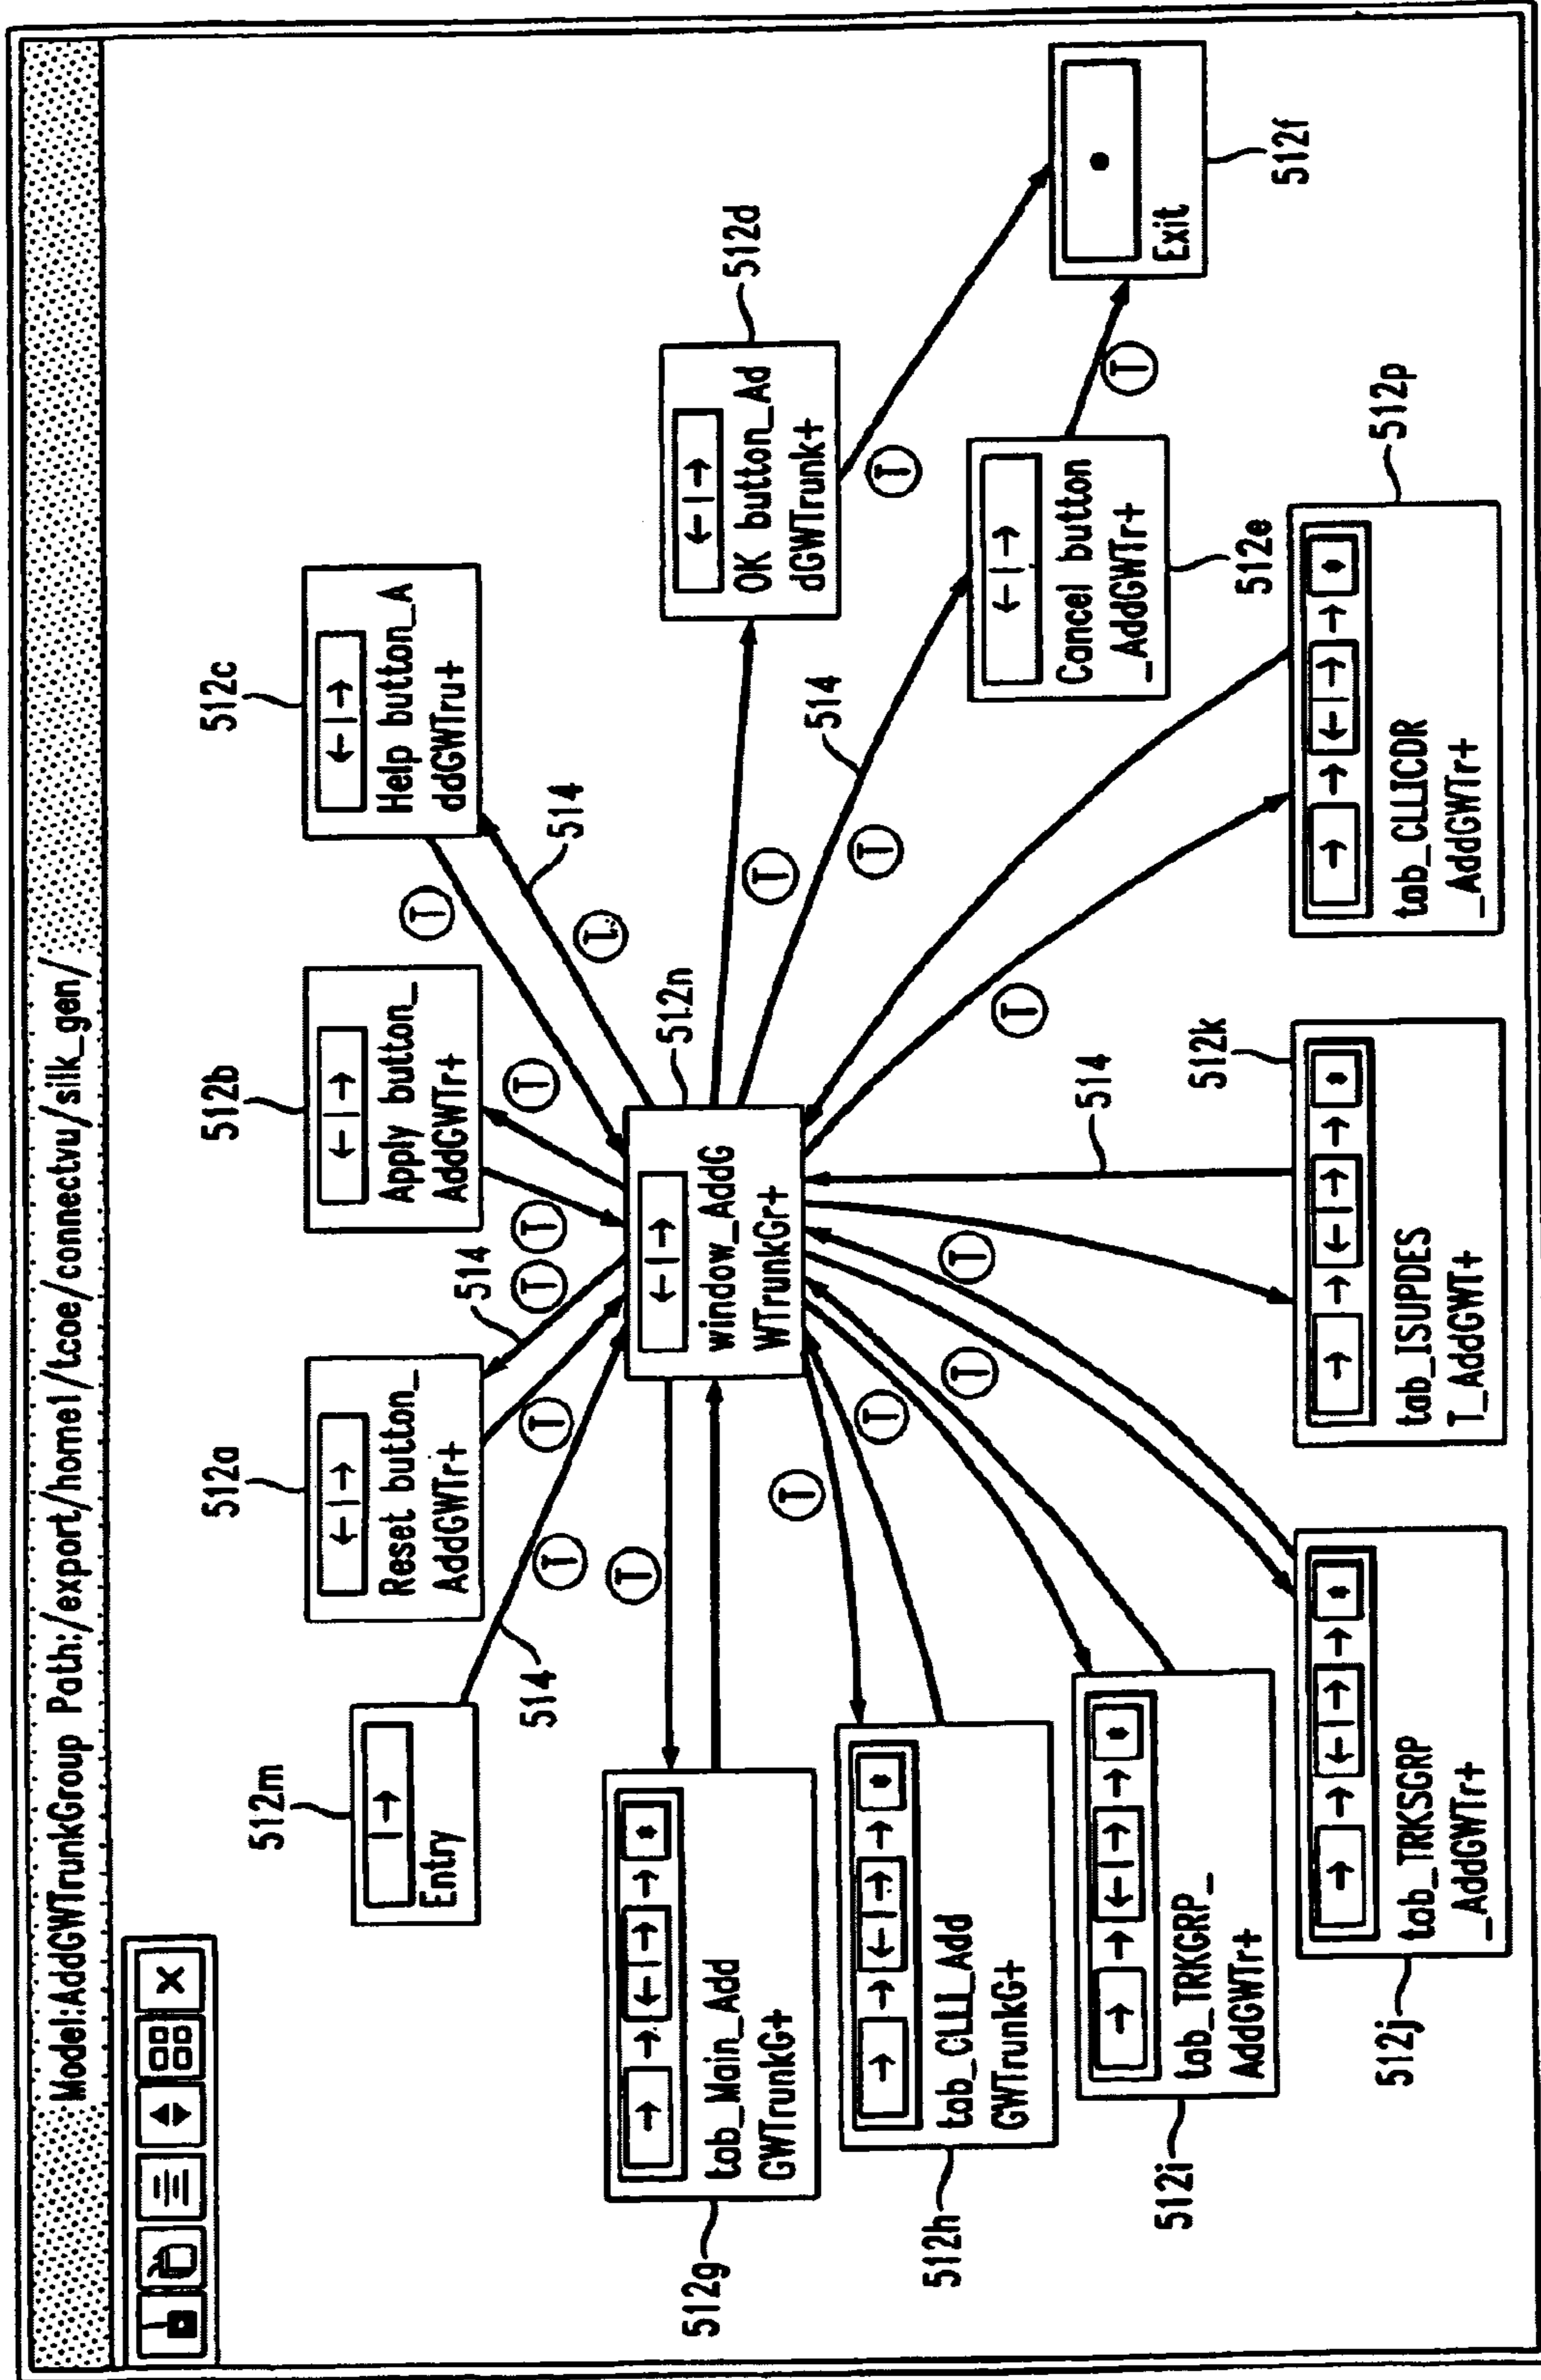 Model:AddGWTrunkGroup Path:/export/home1/tcoe/connectvu/silk_gen/
512m
Entry
512a
Reset button_
AddGWTr+
512b
Apply button_
AddGWTr+
512c
Help button_A
ddGWTru+
514
514
514
T
T
T
T
T
T
T
T
512n
window_AddG
WTrunkGr+
512g
tab_Main_Add
GWTrunkG+
512h
tab_CLLI_Add
GWTrunkG+
512i
tab_TRKGRP_
AddGWTr+
512j
tab_TRKSGRP
_AddGWTr+
512k
tab_ISUPDES
T_AddGWT+
512p
tab_CLLICDR
_AddGWTr+
T
T
T
T
T
514
T
T
514
512d
OK button_Ad
dGWTrunk+
T
512e
Cancel button
_AddGWTr+
T
512f
Exit